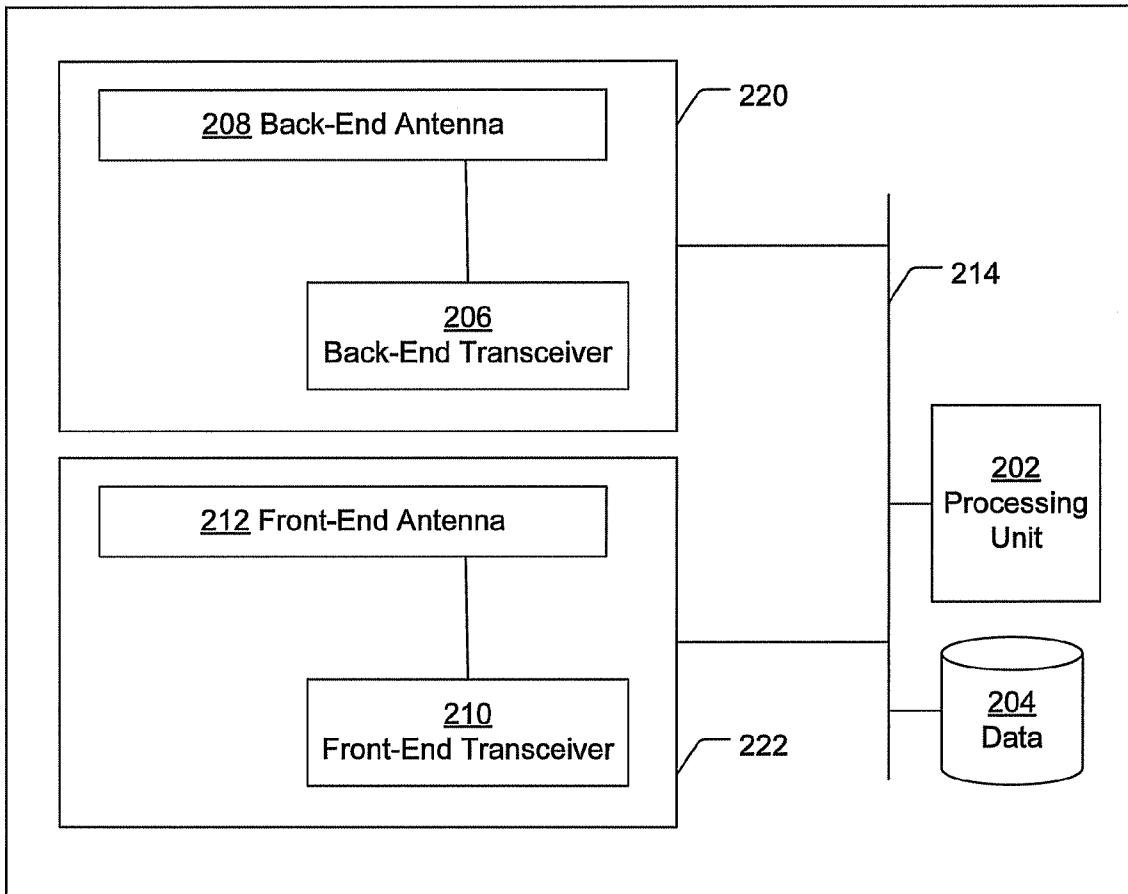 208 Back-End Antenna
220
206
Back-End Transceiver
214
202
Processing
Unit
212 Front-End Antenna
210
Front-End Transceiver
222
204
Data